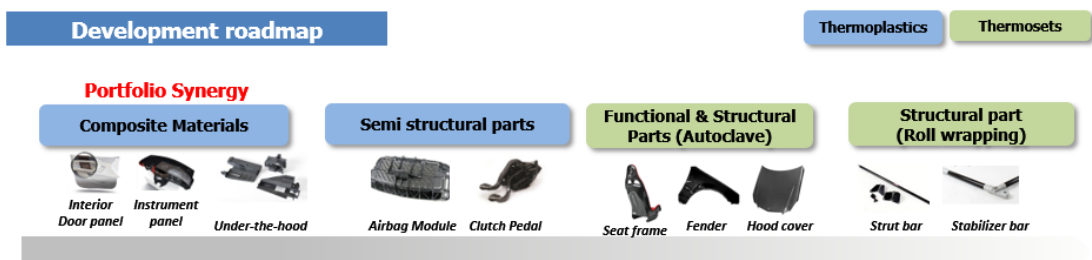 Development roadmap
Thermoplastics
Thermosets
Portfolio Synergy
Composite Materials
Semi structural parts
Functional & Structural
Parts (Autoclave)
Structural part
(Roll wrapping)
Interior
Door panel
Instrument
panel
Under-the-hood
Airbag Module
Clutch Pedal
Seat frame
Fender
Hood cover
Strut bar
Stabilizer bar